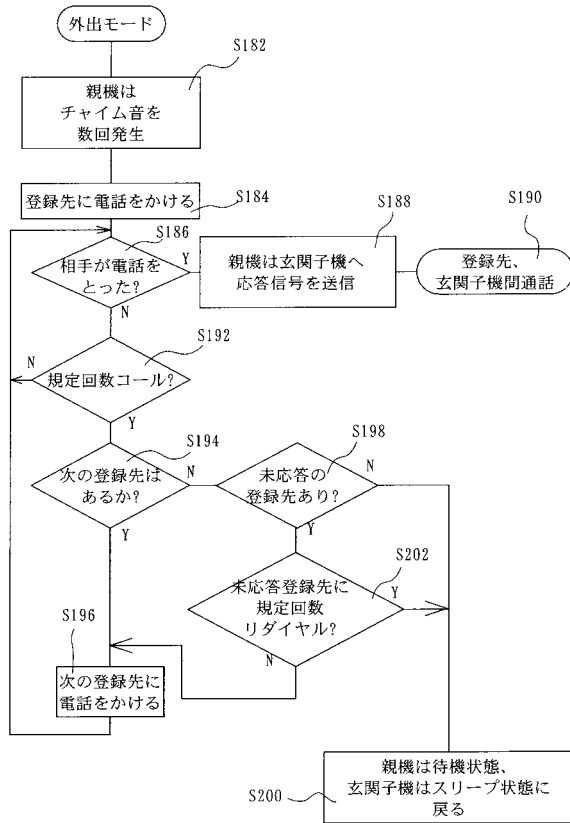 外出モード
S182
親機は
チャイム音を
数回発生
登録先に電話をかける
S184
S186
相手が電話を
とった?
Y
N
S188
親機は玄関子機へ
応答信号を送信
S190
登録先、
玄関子機間通話
S192
規定回数コール?
N
Y
S194
次の登録先は
あるか?
N
Y
S198
未応答の
登録先あり?
N
Y
S202
未応答登録先に
規定回数
リダイヤル?
Y
N
S196
次の登録先に
電話をかける
親機は待機状態、
玄関子機はスリープ状態に
戻る
S200